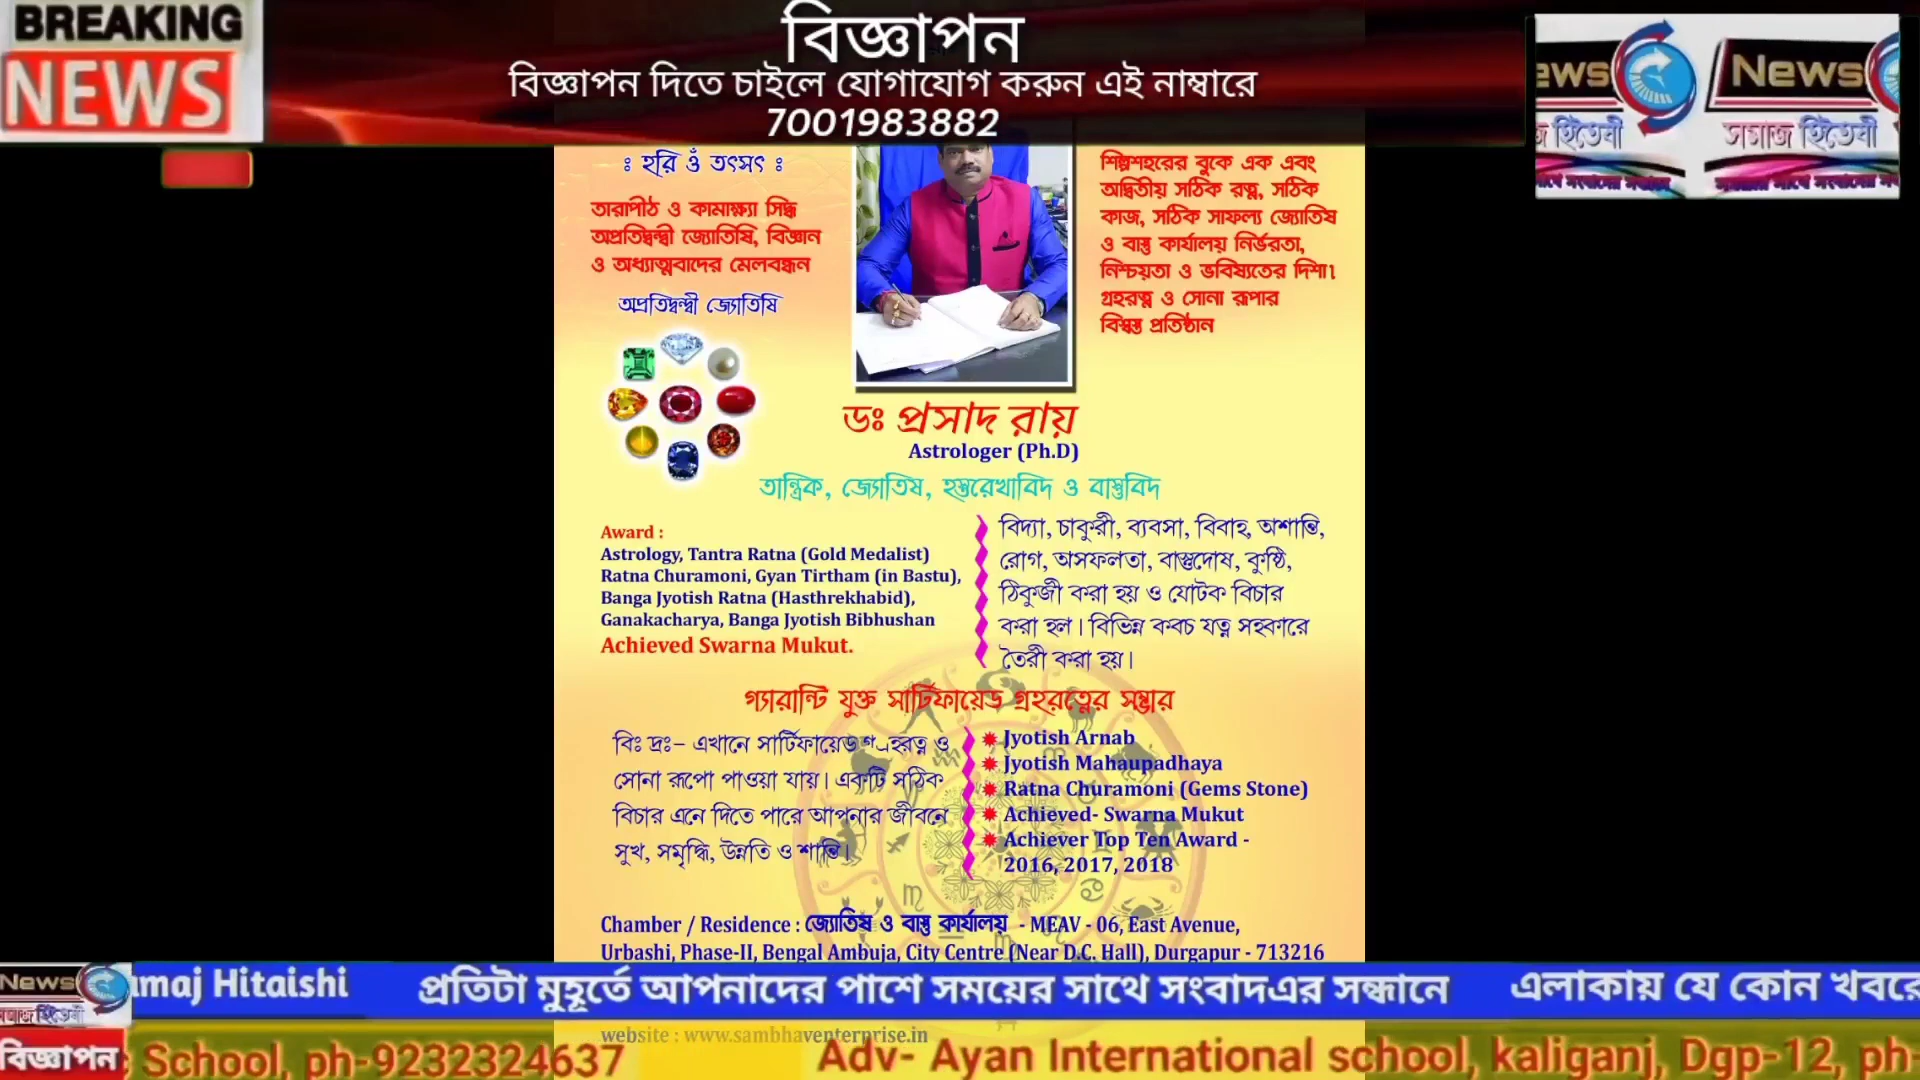 BREAKING
NEWS
বিজ্ঞাপন
বিজ্ঞাপন দিতে চাইলে যোগাযোগ করুন এই নাম্বারে
7001983882
ews News
জ হিতৈষী সমাজ হিতৈষী
ঃ হরি ওঁ তৎসৎ ঃ
তারাপীঠ ও কামাক্ষ্যা সিদ্ধি
অপ্রতিদ্বন্দ্বী জ্যোতিষি, বিজ্ঞান
ও অধ্যাত্মবাদের মেলবন্ধন
অপ্রতিদ্বন্দ্বী জ্যোতিষি
শিল্পশহরের বুকে এক এবং
অদ্বিতীয় সঠিক রত্ন, সঠিক
কাজ, সঠিক সাফল্য জ্যোতিষ
ও বাস্তু কার্যালয় নির্ভরতা,
নিশ্চয়তা ও ভবিষ্যতের দিশা।
গ্রহরত্ন ও সোনা রূপার
বিশ্বস্ত প্রতিষ্ঠান
ডঃ প্রসাদ রায়
Astrologer (Ph.D)
তান্ত্রিক, জ্যোতিষ, হস্তরেখাবিদ ও বাস্তুবিদ
Award :
Astrology, Tantra Ratna (Gold Medalist)
Ratna Churamoni, Gyan Tirtham (in Bastu),
Banga Jyotish Ratna (Hasthrekhabid),
Ganakacharya, Banga Jyotish Bibhushan
Achieved Swarna Mukut.
বিদ্যা, চাকুরী, ব্যবসা, বিবাহ, অশান্তি,
রোগ, অসফলতা, বাস্তুদোষ, কুষ্ঠি,
ঠিকুজী করা হয় ও যোটক বিচার
করা হল। বিভিন্ন কবচ যত্ন সহকারে
তৈরী করা হয়।
গ্যারান্টি যুক্ত সার্টিফায়েড গ্রহরত্নের সম্ভার
বিঃ দ্রঃ- এখানে সার্টিফায়েড গ্রহরত্ন ও
সোনা রূপো পাওয়া যায়। একটি সঠিক
বিচার এনে দিতে পারে আপনার জীবনে
সুখ, সমৃদ্ধি, উন্নতি ও শান্তি।
Jyotish Arnab
Jyotish Mahaupadhaya
Ratna Churamoni (Gems Stone)
Achieved- Swarna Mukut
Achiever Top Ten Award -
2016, 2017, 2018
Chamber / Residence : জ্যোতিষ ও বাস্তু কার্যালয় - MEAV - 06, East Avenue,
Urbashi, Phase-II, Bengal Ambuja, City Centre (Near D.C. Hall), Durgapur - 713216
News
সমাজ হিতৈষী
amaj Hitaishi প্রতিটা মুহূর্তে আপনাদের পাশে সময়ের সাথে সংবাদএর সন্ধানে এলাকায় যে কোন খবরে
website : www.sambhaventerprise.in
বিজ্ঞাপন
c School, ph-9232324637 Adv- Ayan International school, kaliganj, Dgp-12, ph-